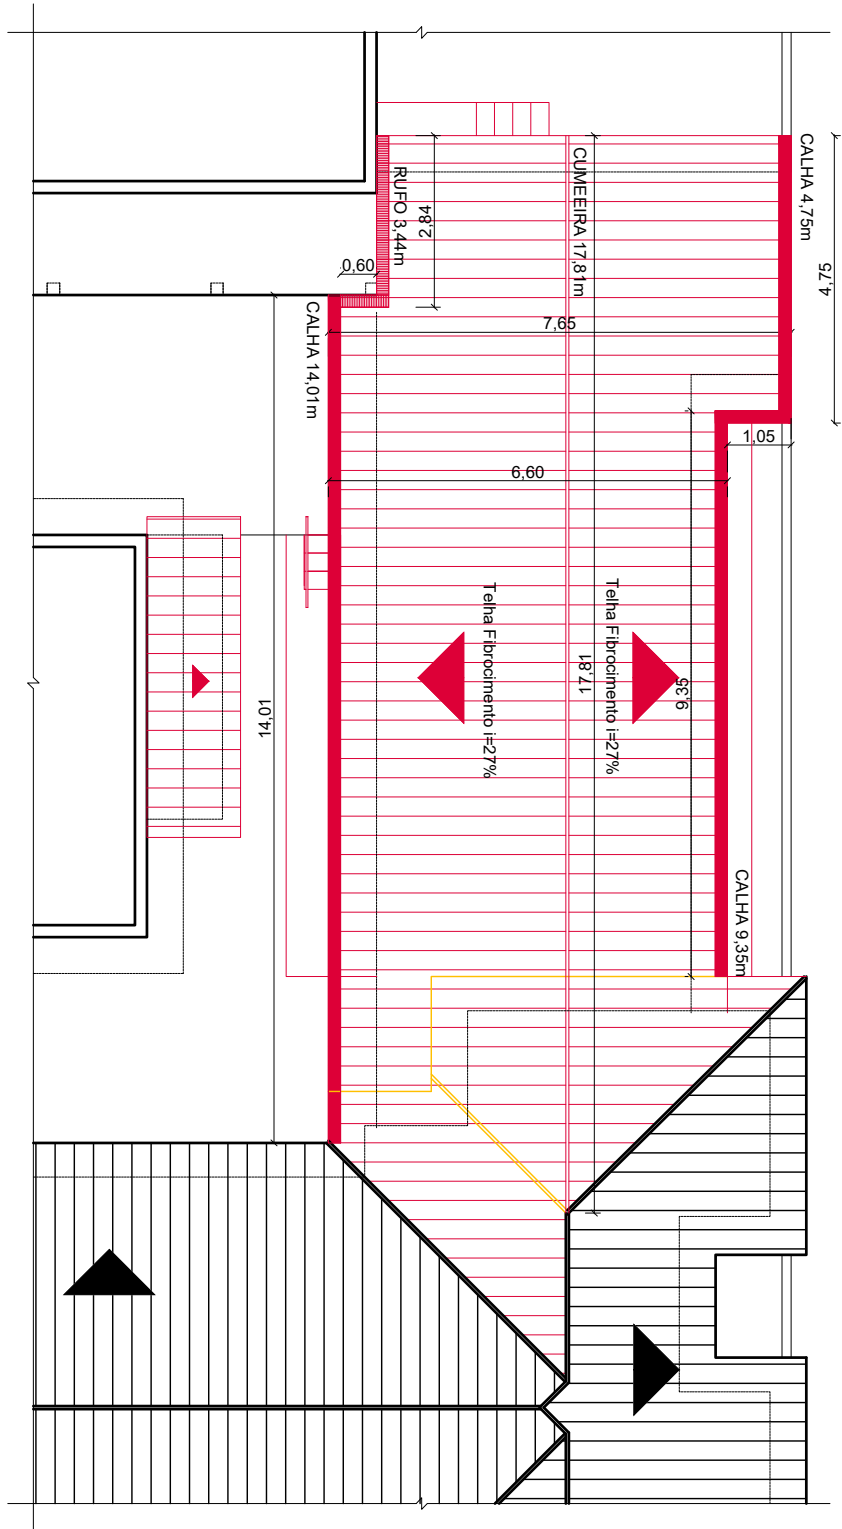 CALHA 4,75m
4,75
CUMEEIRA 17,81m
RUFO 3,44m
2,84
0,60
7,65
CALHA 14,01m
1,05
6,60
Telha Fibrocimento i=27%
Telha Fibrocimento i=27%
17,81
9,35
14,01
CALHA 9,35m